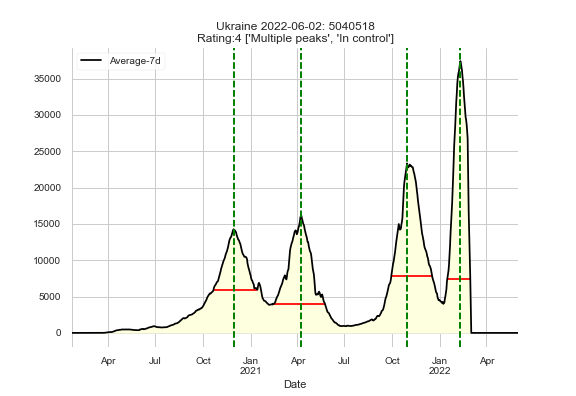 Ukraine 2022-06-02: 5040518
Rating:4 ['Multiple peaks', 'In control']
Average-7d
35000
30000
25000
20000
15000
10000
5000
0
Apr Jul Oct Jan Apr Jul Oct Jan Apr
2021 2022
Date